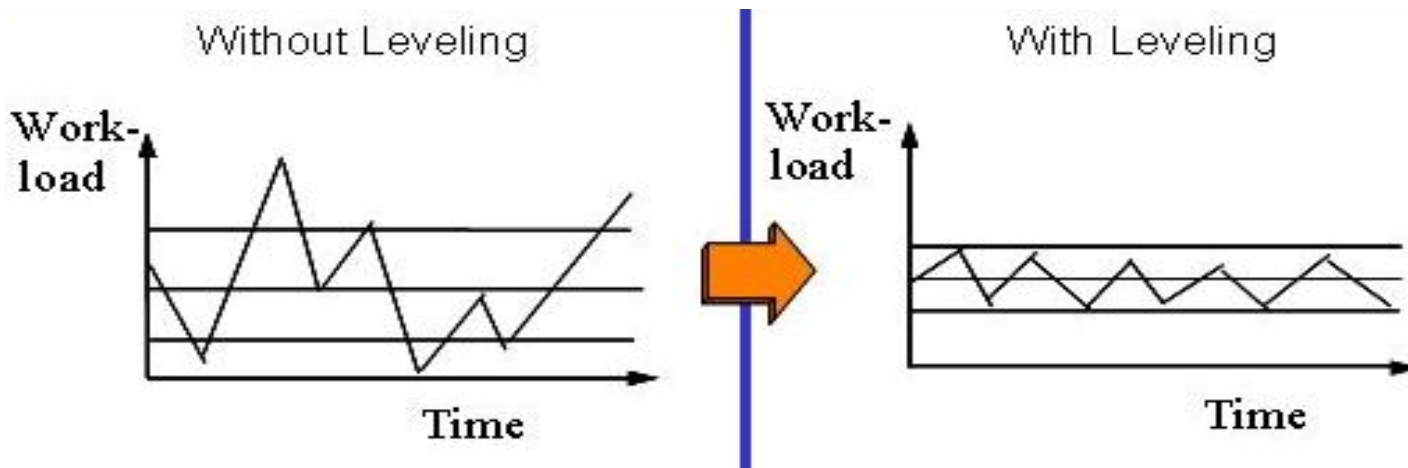 Without Leveling
Work-
load
Time
With Leveling
Work-
load
Time